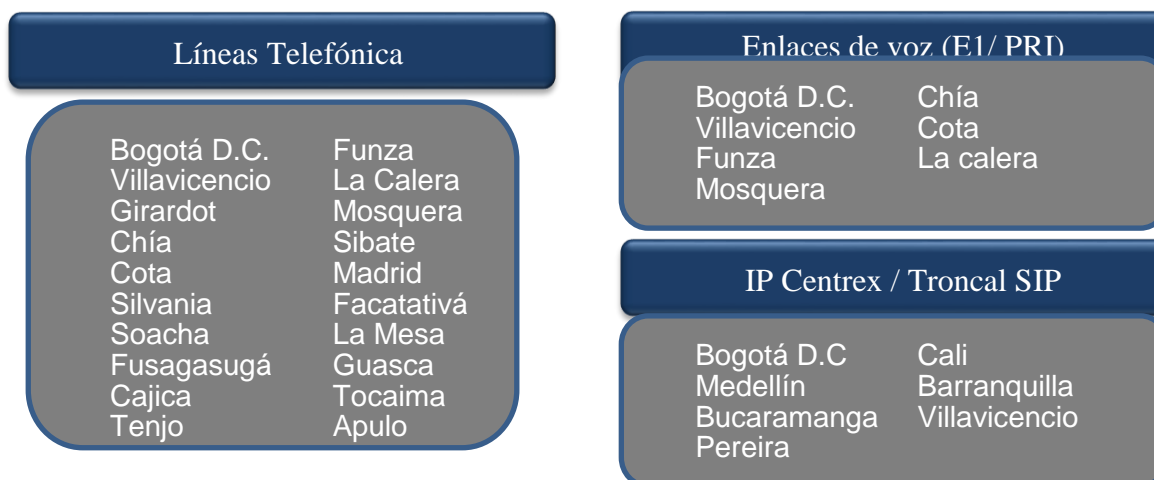 Líneas Telefónica
Bogotá D.C.
Villavicencio
Girardot
Chía
Cota
Silvania
Soacha
Fusagasugá
Cajica
Tenjo
Funza
La Calera
Mosquera
Sibate
Madrid
Facatativá
La Mesa
Guasca
Tocaima
Apulo
Enlaces de voz (E1/ PRI)
Bogotá D.C.
Villavicencio
Funza
Mosquera
Chía
Cota
La calera
IP Centrex / Troncal SIP
Bogotá D.C
Medellín
Bucaramanga
Pereira
Cali
Barranquilla
Villavicencio